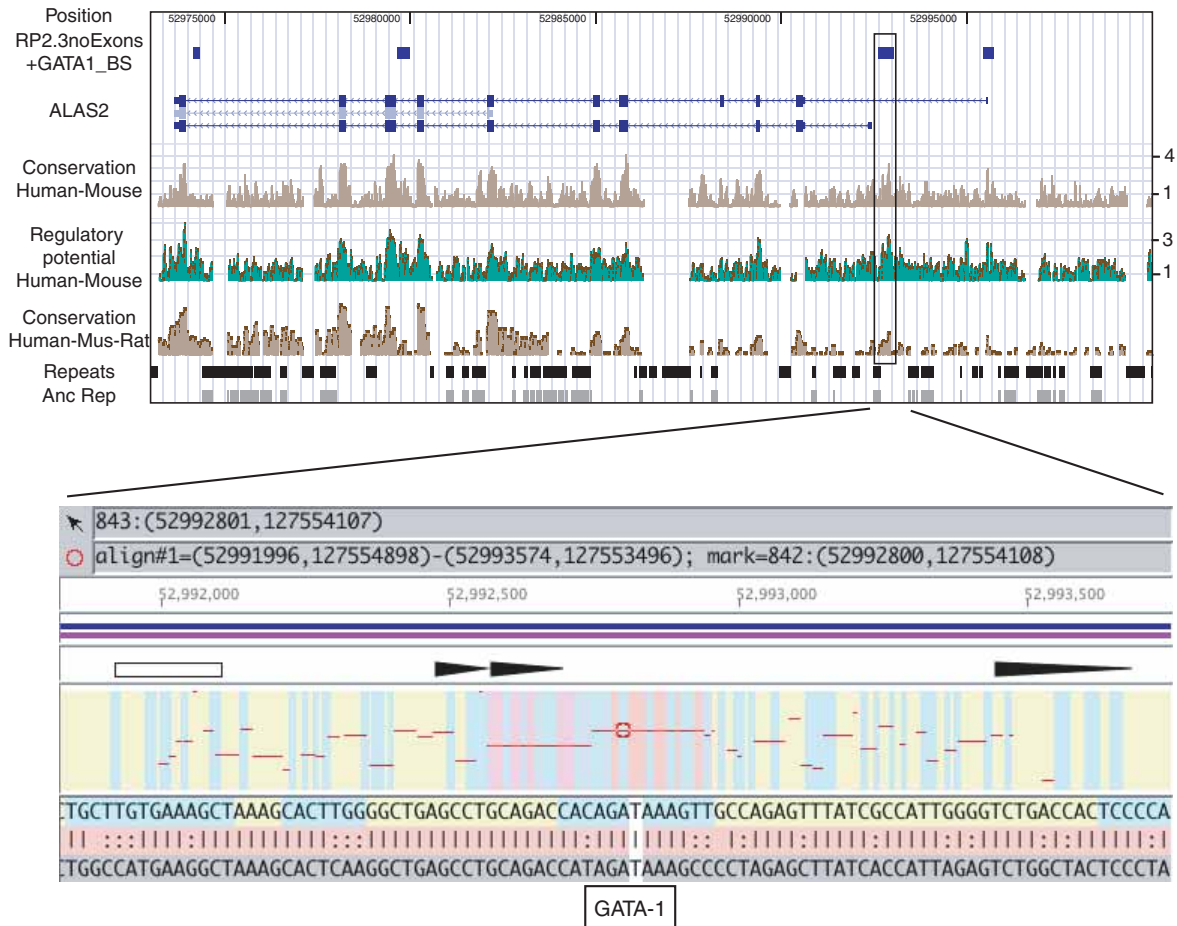 Position 52975000 52980000 52985000 52990000 52995000
RP2.3noExons
+GATA1_BS
ALAS2
Conservation
Human-Mouse
4
1
Regulatory
potential
Human-Mouse
3
1
Conservation
Human-Mus-Rat
Repeats
Anc Rep
843:(52992801,127554107)
align#1=(52991996,127554898)-(52993574,127553496); mark=842:(52992800,127554108)
52,992,000 52,992,500 52,993,000 52,993,500
CTGCTTGTGAAAGCTAAAGCACTTGGGGCTGAGCCTGCAGACCACAGATAAAGTTGCCAGAGTTTATCGCCATTGGGGTCTGACCACTCCCCA
CTGGCCATGAAGGCTAAAGCACTCAAGGCTGAGCCTGCAGACCATAGATAAAGCCCCTAGAGCTTATCACCATTAGAGTCTGGCTACTCCCTA
GATA-1